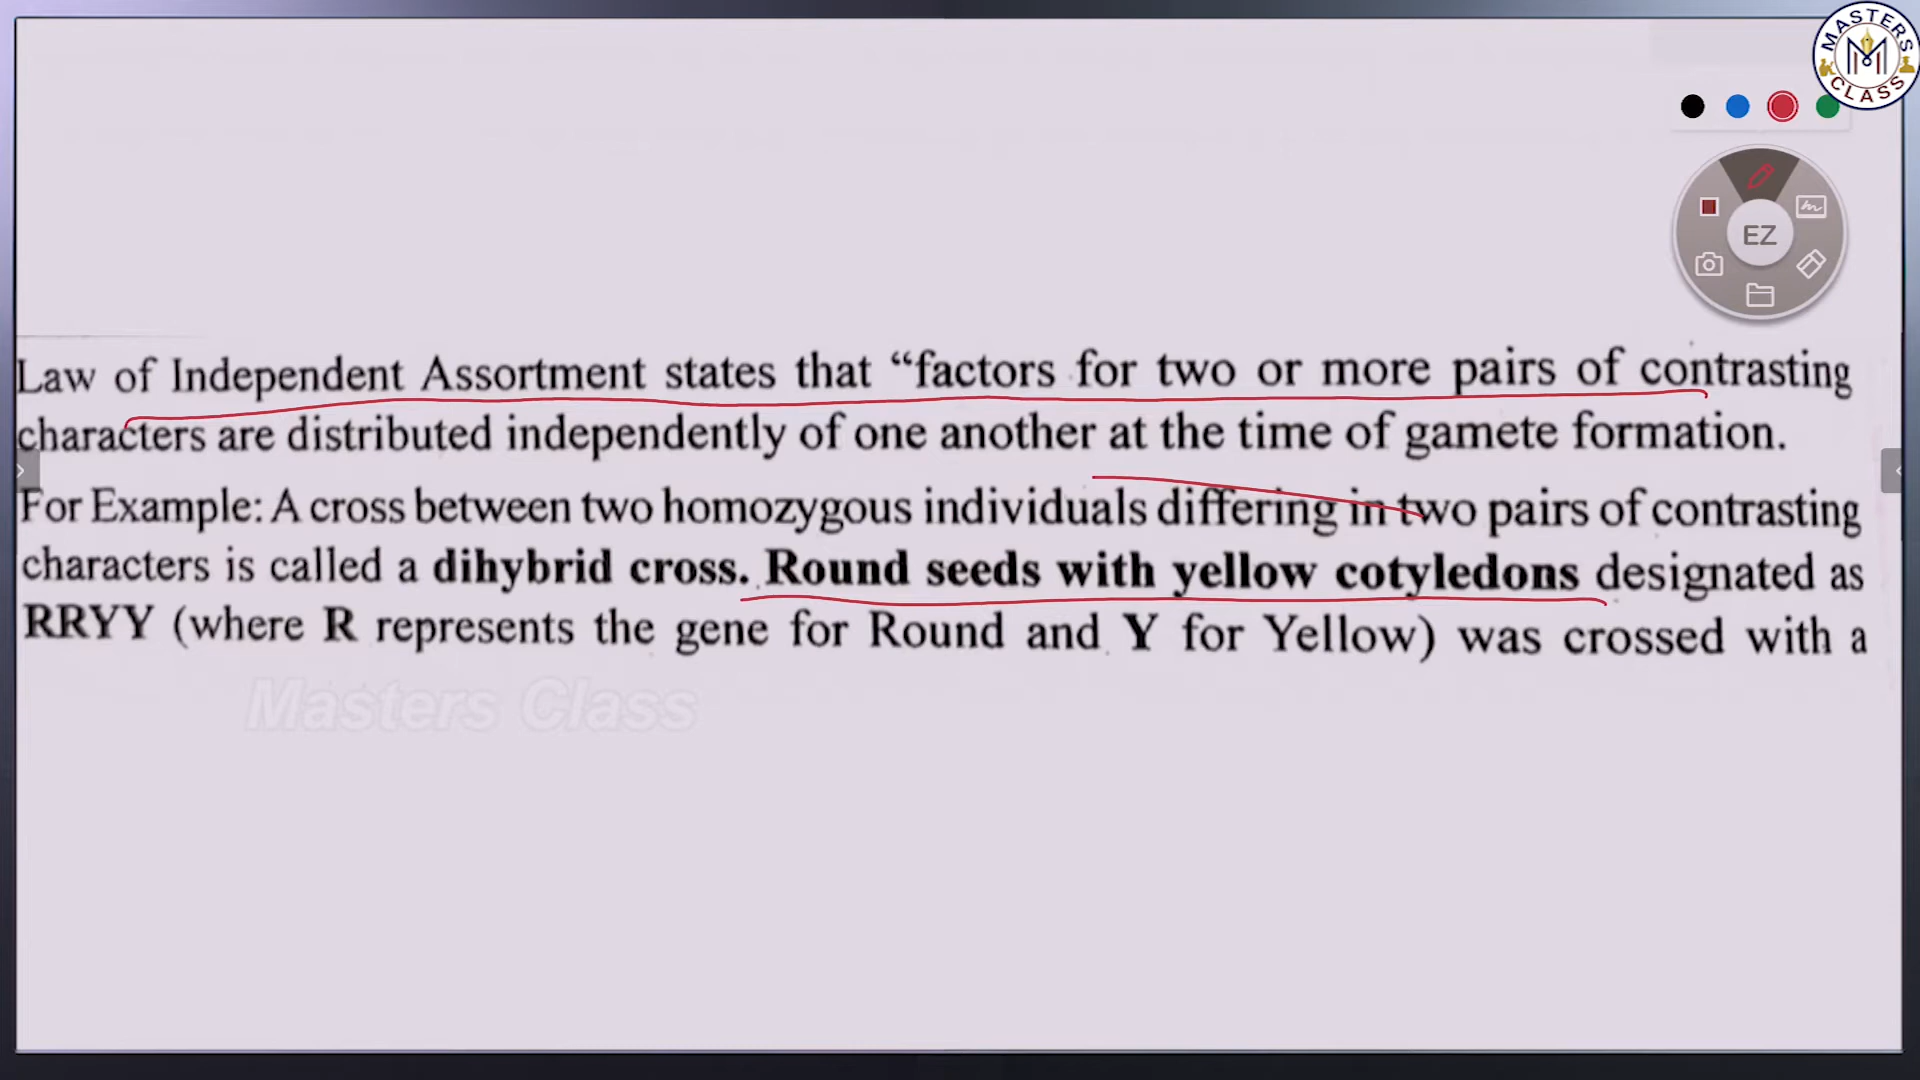 MASTERS CLASS
EZ
Law of Independent Assortment states that “factors for two or more pairs of contrasting
characters are distributed independently of one another at the time of gamete formation.
For Example: A cross between two homozygous individuals differing in two pairs of contrasting
characters is called a dihybrid cross. Round seeds with yellow cotyledons designated as
RRYY (where R represents the gene for Round and Y for Yellow) was crossed with a
Masters Class